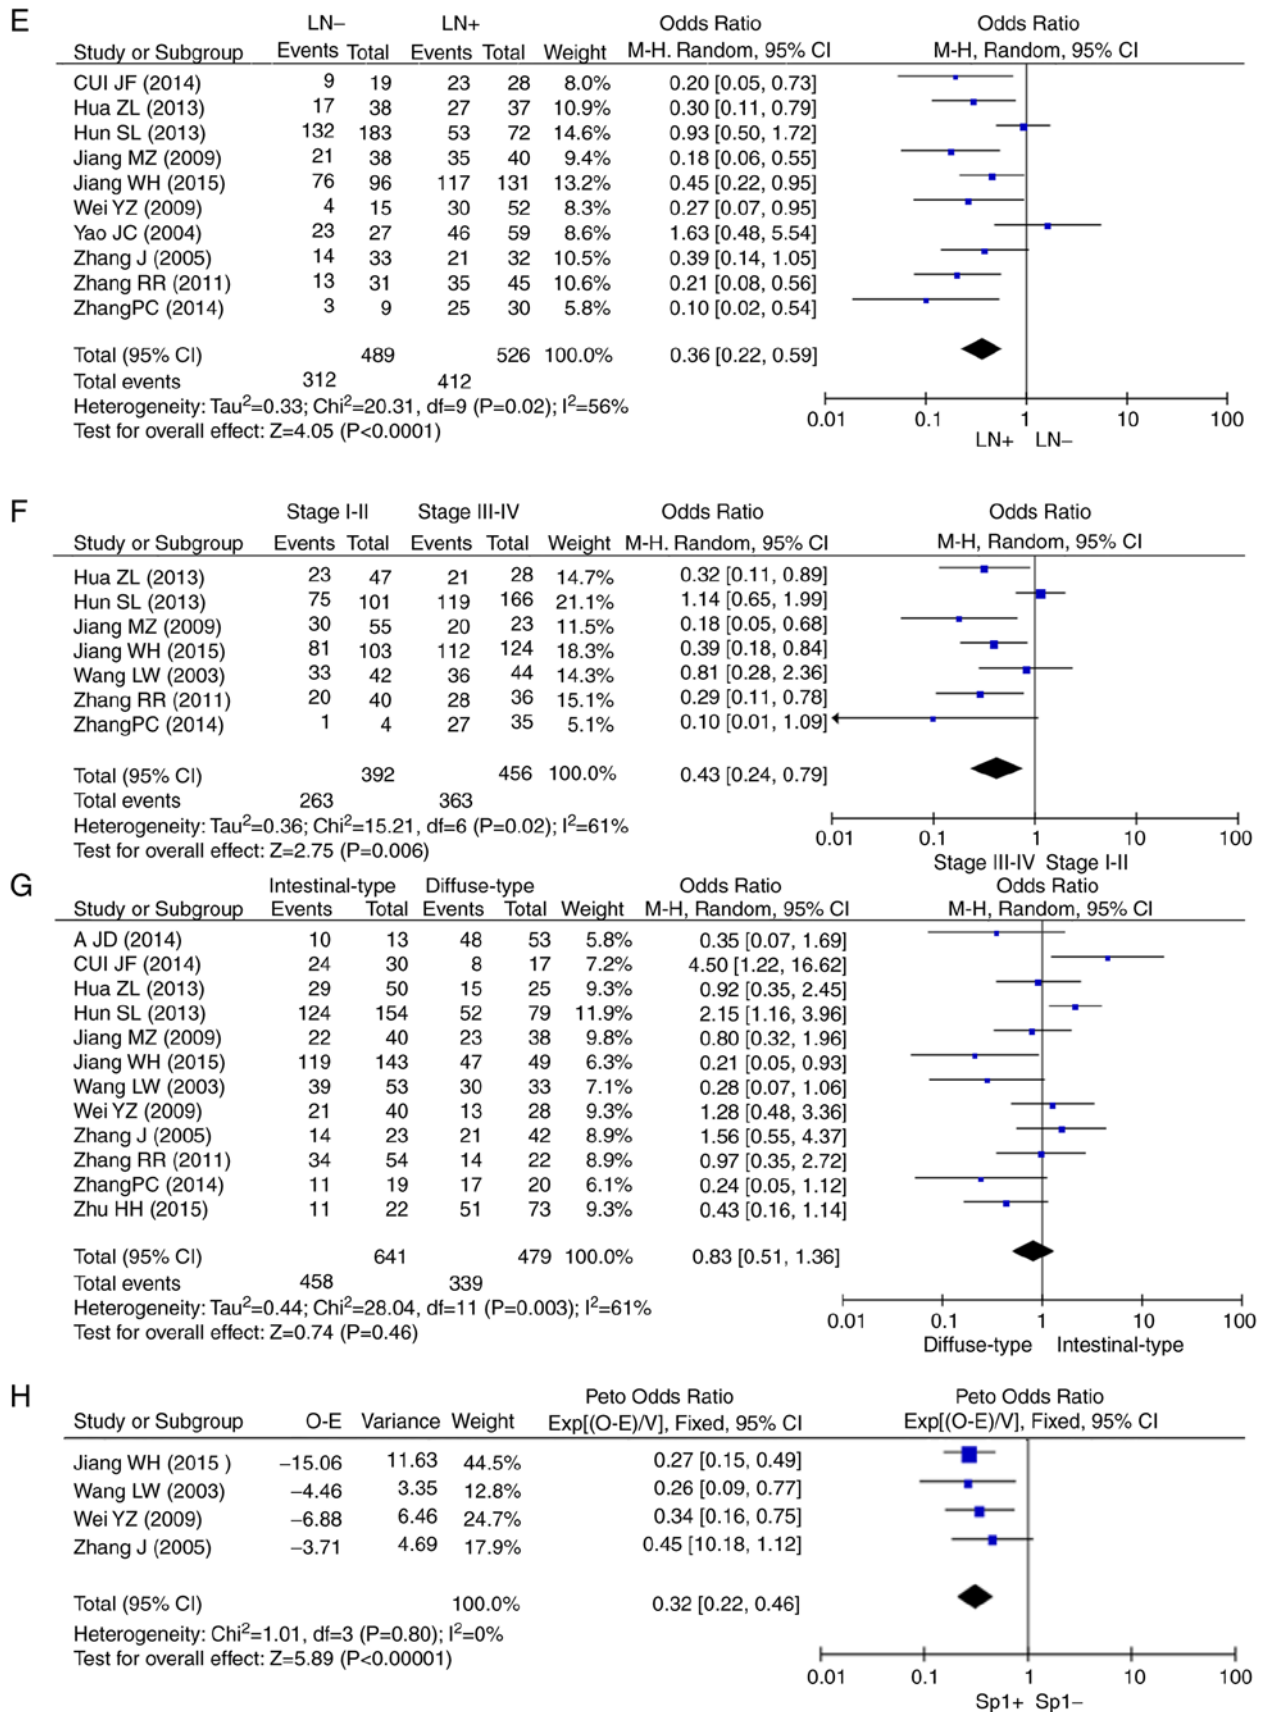 E
LN– LN+ Odds Ratio Odds Ratio
Study or Subgroup Events Total Events Total Weight M-H. Random, 95% CI M-H, Random, 95% CI
CUI JF (2014) 9 19 23 28 8.0% 0.20 [0.05, 0.73]
Hua ZL (2013) 17 38 27 37 10.9% 0.30 [0.11, 0.79]
Hun SL (2013) 132 183 53 72 14.6% 0.93 [0.50, 1.72]
Jiang MZ (2009) 21 38 35 40 9.4% 0.18 [0.06, 0.55]
Jiang WH (2015) 76 96 117 131 13.2% 0.45 [0.22, 0.95]
Wei YZ (2009) 4 15 30 52 8.3% 0.27 [0.07, 0.95]
Yao JC (2004) 23 27 46 59 8.6% 1.63 [0.48, 5.54]
Zhang J (2005) 14 33 21 32 10.5% 0.39 [0.14, 1.05]
Zhang RR (2011) 13 31 35 45 10.6% 0.21 [0.08, 0.56]
ZhangPC (2014) 3 9 25 30 5.8% 0.10 [0.02, 0.54]
Total (95% CI) 489 526 100.0% 0.36 [0.22, 0.59]
Total events 312 412
Heterogeneity: Tau²=0.33; Chi²=20.31, df=9 (P=0.02); I²=56%
Test for overall effect: Z=4.05 (P<0.0001)
0.01 0.1 1 10 100
LN+ LN–
F
Stage I-II Stage III-IV Odds Ratio Odds Ratio
Study or Subgroup Events Total Events Total Weight M-H. Random, 95% CI M-H, Random, 95% CI
Hua ZL (2013) 23 47 21 28 14.7% 0.32 [0.11, 0.89]
Hun SL (2013) 75 101 119 166 21.1% 1.14 [0.65, 1.99]
Jiang MZ (2009) 30 55 20 23 11.5% 0.18 [0.05, 0.68]
Jiang WH (2015) 81 103 112 124 18.3% 0.39 [0.18, 0.84]
Wang LW (2003) 33 42 36 44 14.3% 0.81 [0.28, 2.36]
Zhang RR (2011) 20 40 28 36 15.1% 0.29 [0.11, 0.78]
ZhangPC (2014) 1 4 27 35 5.1% 0.10 [0.01, 1.09]
Total (95% CI) 392 456 100.0% 0.43 [0.24, 0.79]
Total events 263 363
Heterogeneity: Tau²=0.36; Chi²=15.21, df=6 (P=0.02); I²=61%
Test for overall effect: Z=2.75 (P=0.006)
0.01 0.1 1 10 100
Stage III-IV Stage I-II
G
Intestinal-type Diffuse-type Odds Ratio Odds Ratio
Study or Subgroup Events Total Events Total Weight M-H, Random, 95% CI M-H, Random, 95% CI
A JD (2014) 10 13 48 53 5.8% 0.35 [0.07, 1.69]
CUI JF (2014) 24 30 8 17 7.2% 4.50 [1.22, 16.62]
Hua ZL (2013) 29 50 15 25 9.3% 0.92 [0.35, 2.45]
Hun SL (2013) 124 154 52 79 11.9% 2.15 [1.16, 3.96]
Jiang MZ (2009) 22 40 23 38 9.8% 0.80 [0.32, 1.96]
Jiang WH (2015) 119 143 47 49 6.3% 0.21 [0.05, 0.93]
Wang LW (2003) 39 53 30 33 7.1% 0.28 [0.07, 1.06]
Wei YZ (2009) 21 40 13 28 9.3% 1.28 [0.48, 3.36]
Zhang J (2005) 14 23 21 42 8.9% 1.56 [0.55, 4.37]
Zhang RR (2011) 34 54 14 22 8.9% 0.97 [0.35, 2.72]
ZhangPC (2014) 11 19 17 20 6.1% 0.24 [0.05, 1.12]
Zhu HH (2015) 11 22 51 73 9.3% 0.43 [0.16, 1.14]
Total (95% CI) 641 479 100.0% 0.83 [0.51, 1.36]
Total events 458 339
Heterogeneity: Tau²=0.44; Chi²=28.04, df=11 (P=0.003); I²=61%
Test for overall effect: Z=0.74 (P=0.46)
0.01 0.1 1 10 100
Diffuse-type Intestinal-type
H
Peto Odds Ratio Peto Odds Ratio
Study or Subgroup O-E Variance Weight Exp[(O-E)/V], Fixed, 95% CI Exp[(O-E)/V], Fixed, 95% CI
Jiang WH (2015 ) –15.06 11.63 44.5% 0.27 [0.15, 0.49]
Wang LW (2003) –4.46 3.35 12.8% 0.26 [0.09, 0.77]
Wei YZ (2009) –6.88 6.46 24.7% 0.34 [0.16, 0.75]
Zhang J (2005) –3.71 4.69 17.9% 0.45 [10.18, 1.12]
Total (95% CI) 100.0% 0.32 [0.22, 0.46]
Heterogeneity: Chi²=1.01, df=3 (P=0.80); I²=0%
Test for overall effect: Z=5.89 (P<0.00001)
0.01 0.1 1 10 100
Sp1+ Sp1–